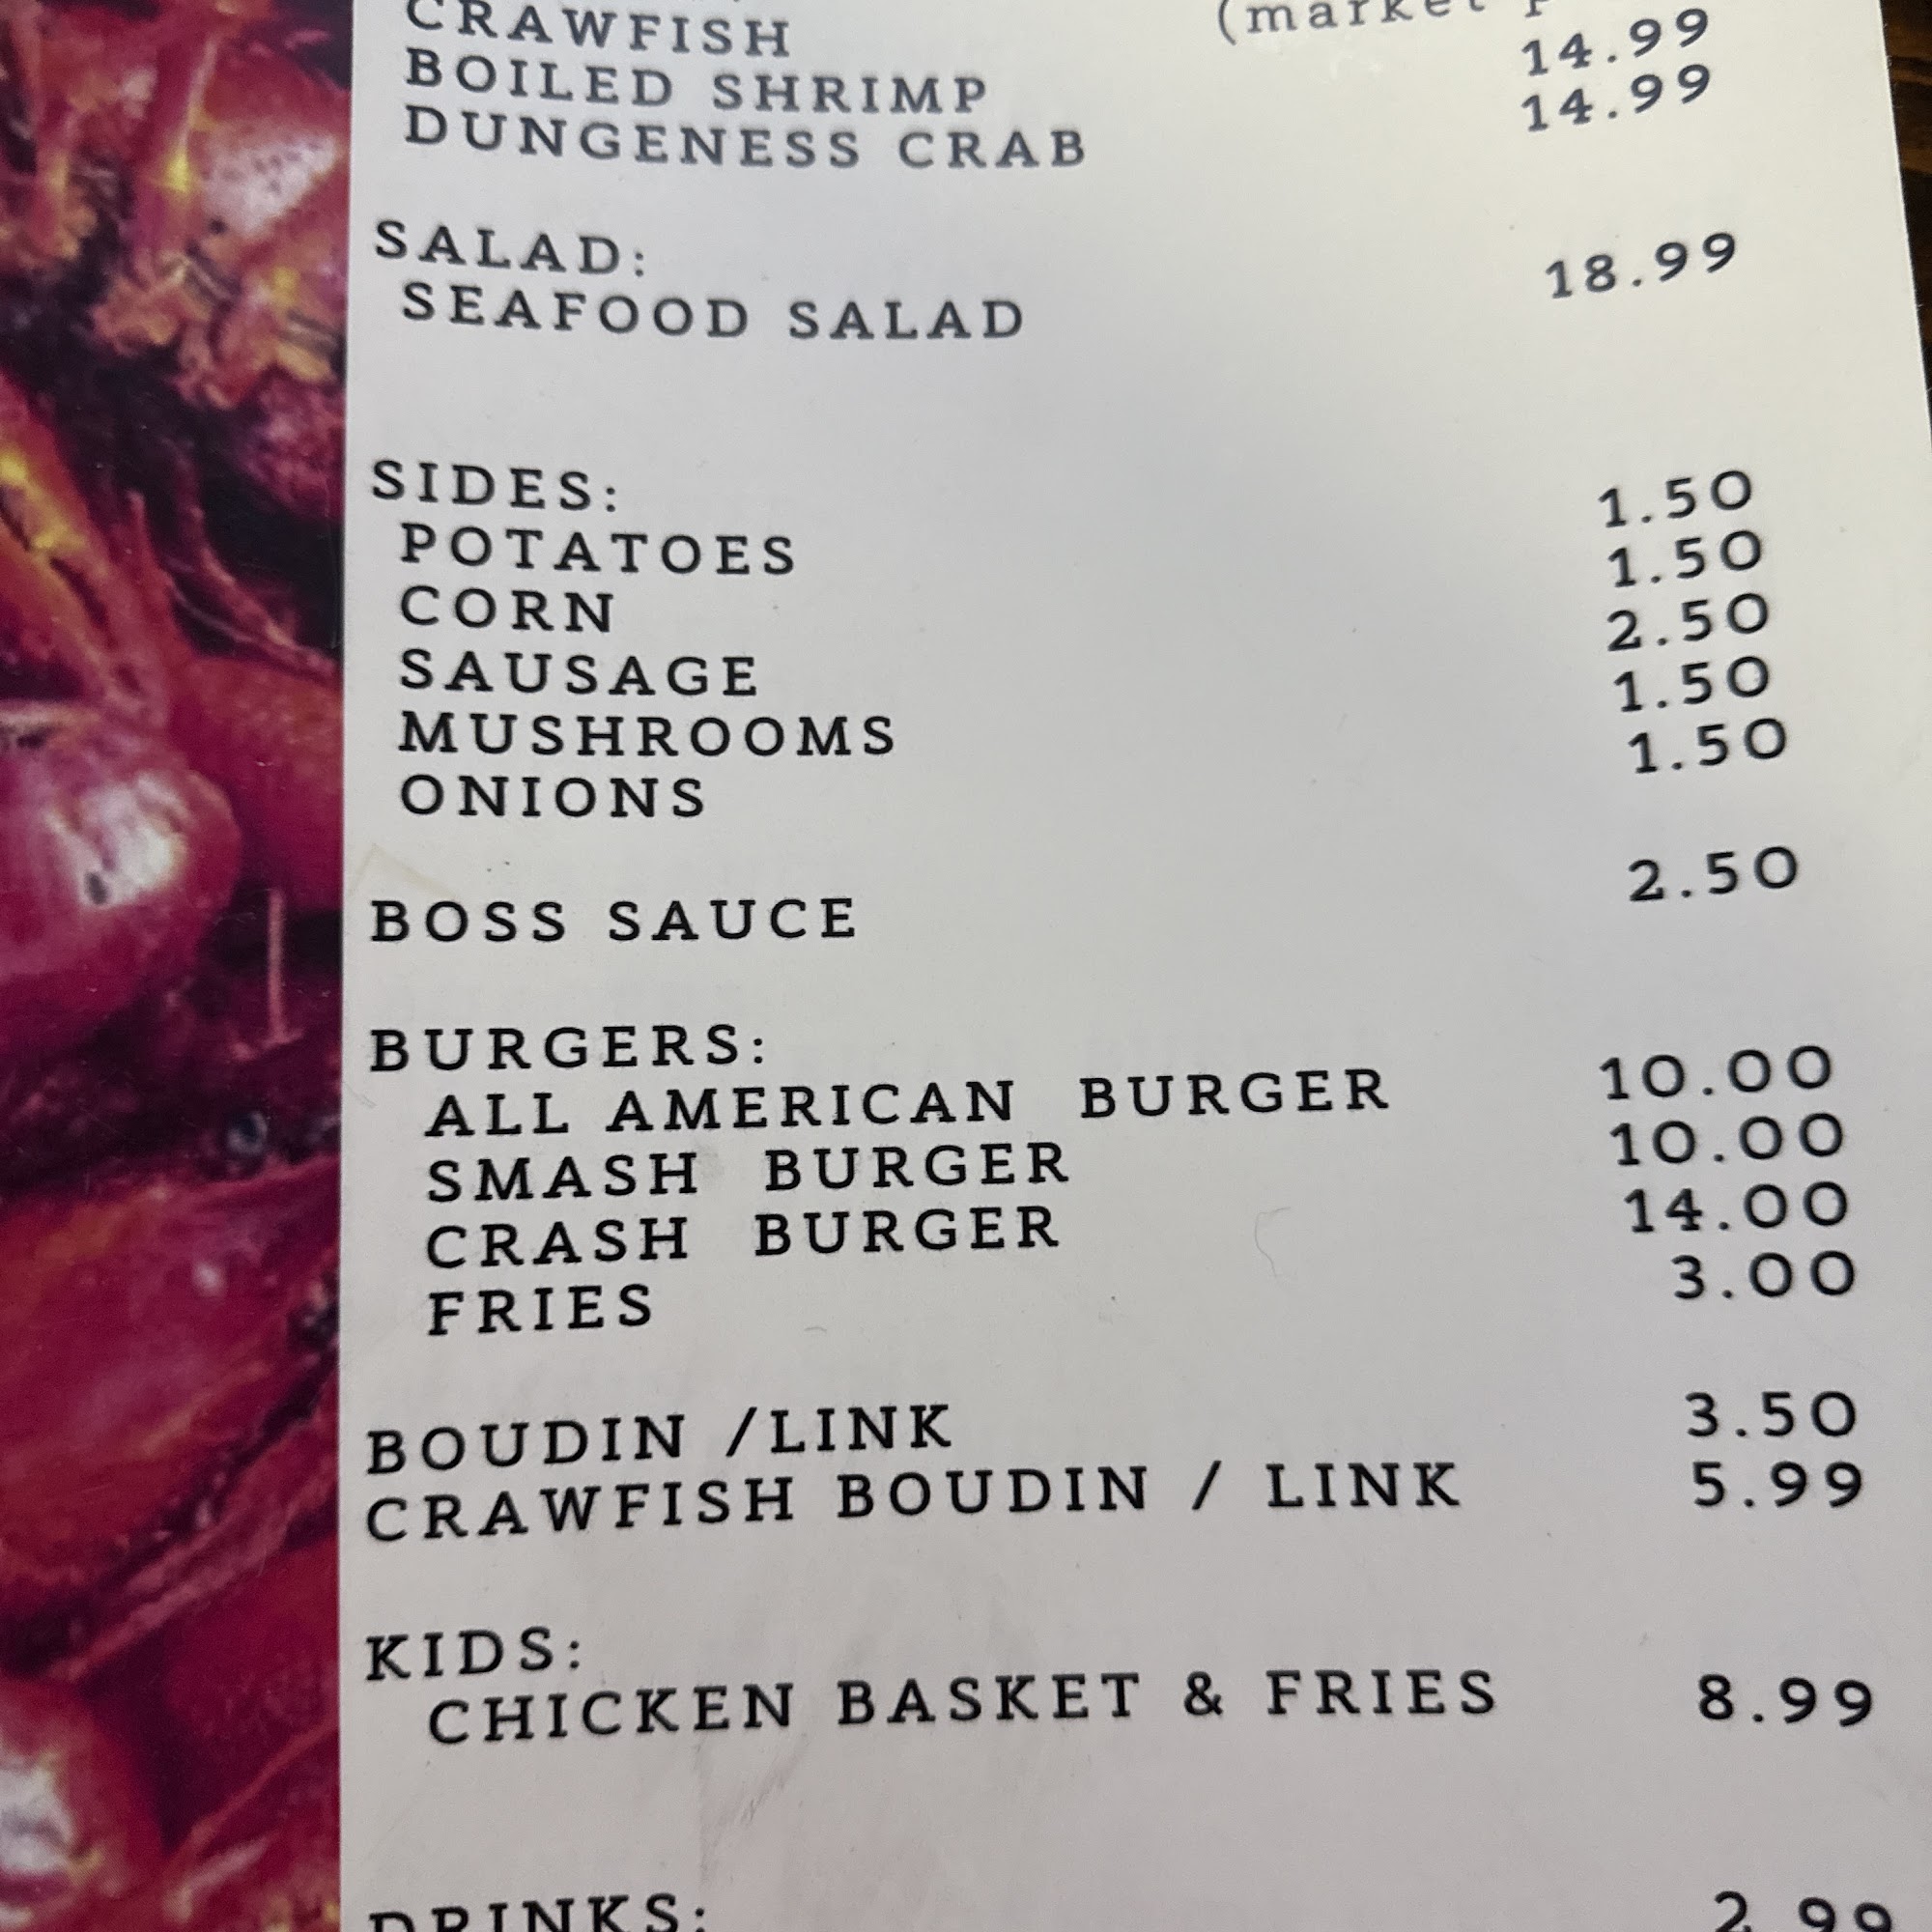 CRAWFISH (market
BOILED SHRIMP 14.99
DUNGENESS CRAB 14.99
SALAD:
SEAFOOD SALAD 18.99
SIDES:
POTATOES 1.50
CORN 1.50
SAUSAGE 2.50
MUSHROOMS 1.50
ONIONS 1.50
BOSS SAUCE 2.50
BURGERS:
ALL AMERICAN BURGER 10.00
SMASH BURGER 10.00
CRASH BURGER 14.00
FRIES 3.00
BOUDIN /LINK 3.50
CRAWFISH BOUDIN / LINK 5.99
KIDS:
CHICKEN BASKET & FRIES 8.99
DRINKS:
2.99